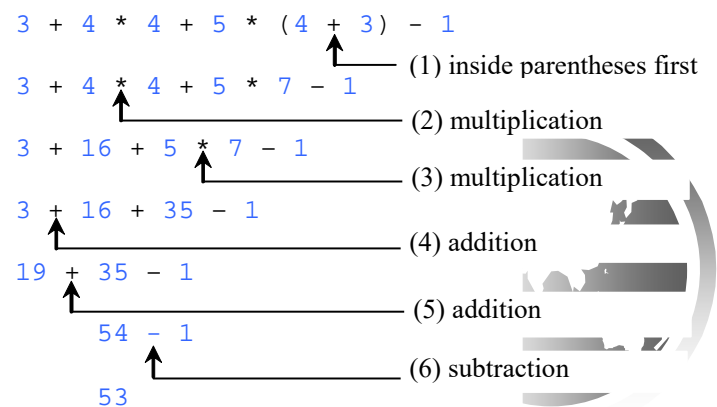 3 + 4 * 4 + 5 * (4 + 3) - 1
(1) inside parentheses first
3 + 4 * 4 + 5 * 7 – 1
(2) multiplication
3 + 16 + 5 * 7 – 1
(3) multiplication
3 + 16 + 35 – 1
(4) addition
19 + 35 – 1
(5) addition
54 – 1
(6) subtraction
53